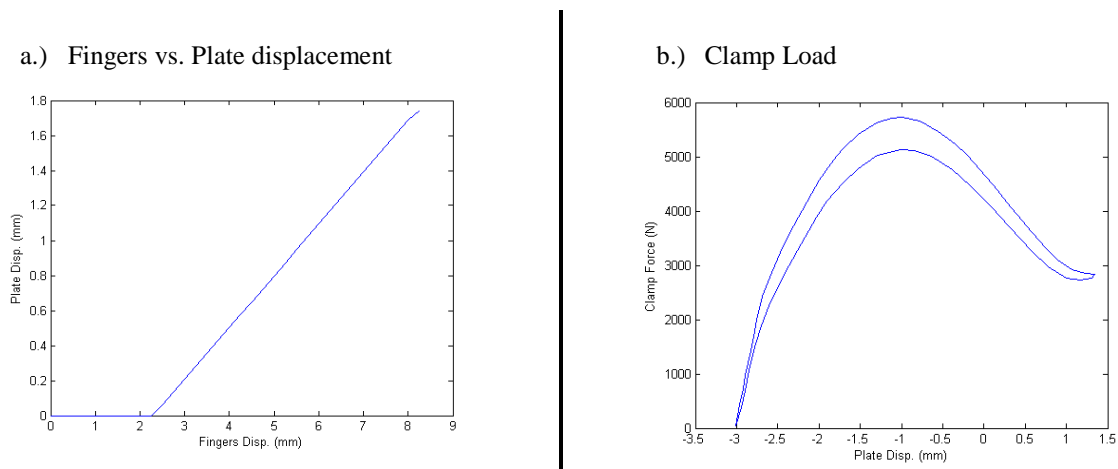 a.) Fingers vs. Plate displacement
1.8
1.6
1.4
1.2
1
0.8
0.6
0.4
0.2
0
Plate Disp. (mm)
0 1 2 3 4 5 6 7 8 9
Fingers Disp. (mm)
b.) Clamp Load
6000
5000
4000
3000
2000
1000
0
Clamp Force (N)
-3.5 -3 -2.5 -2 -1.5 -1 -0.5 0 0.5 1 1.5
Plate Disp. (mm)